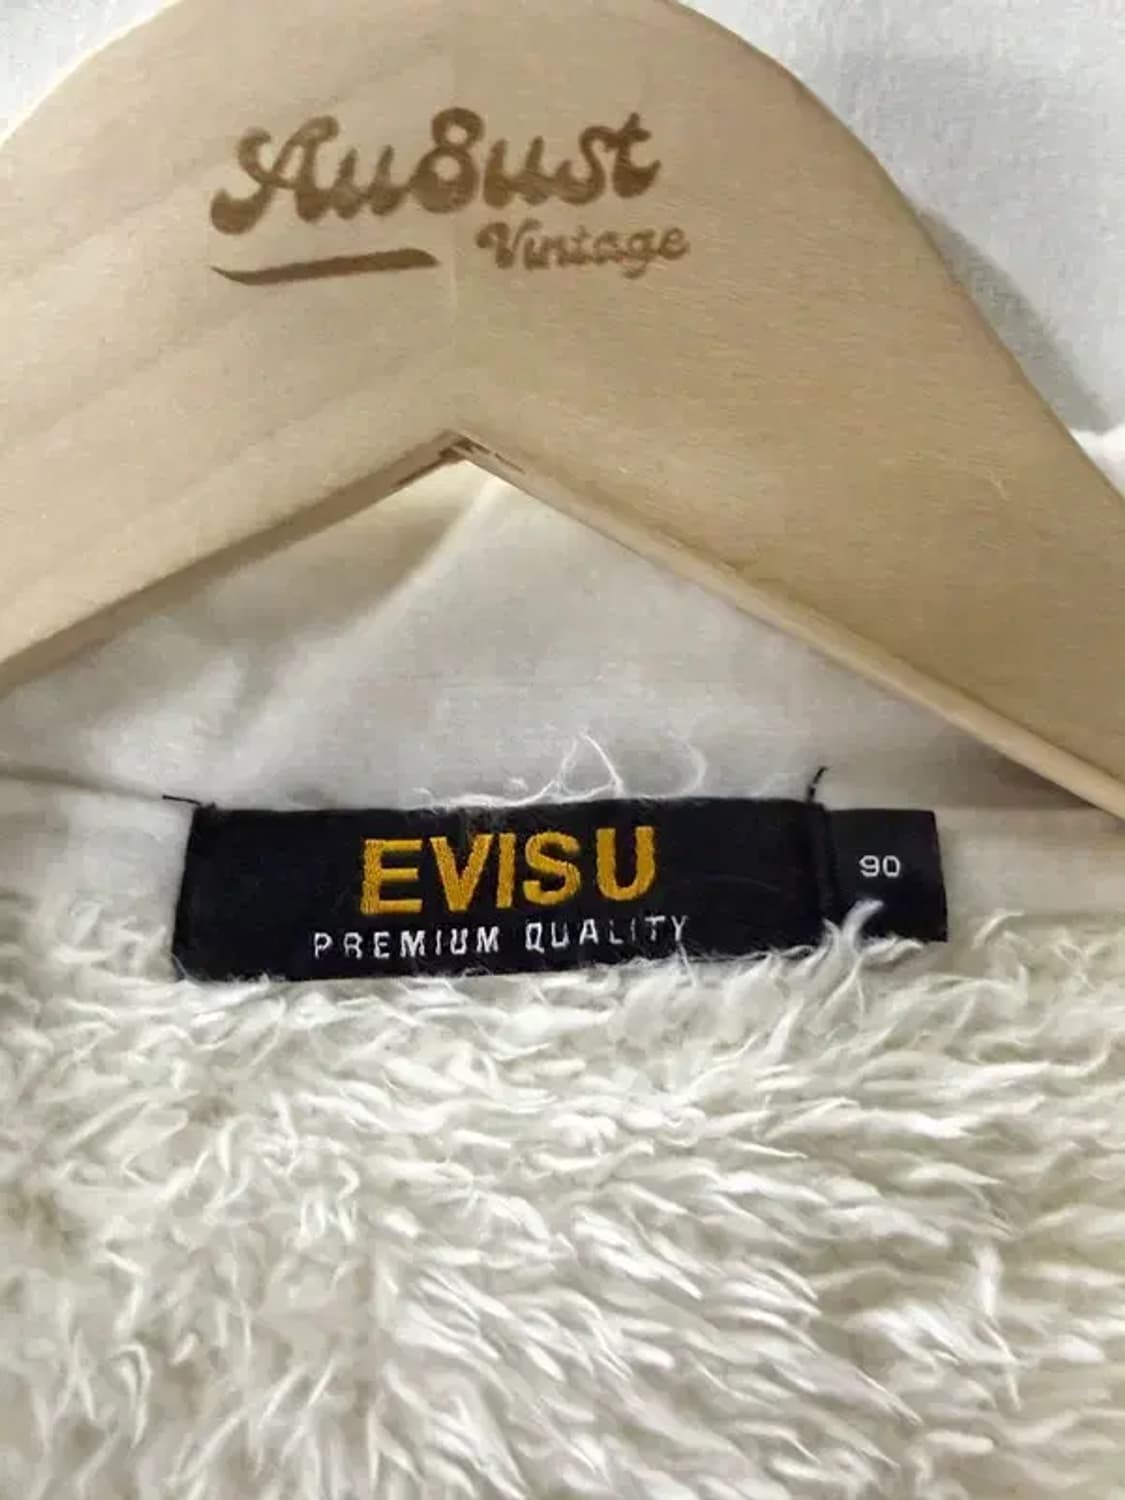 Au8ust
Vintage
EVISU
PREMIUM QUALITY
90